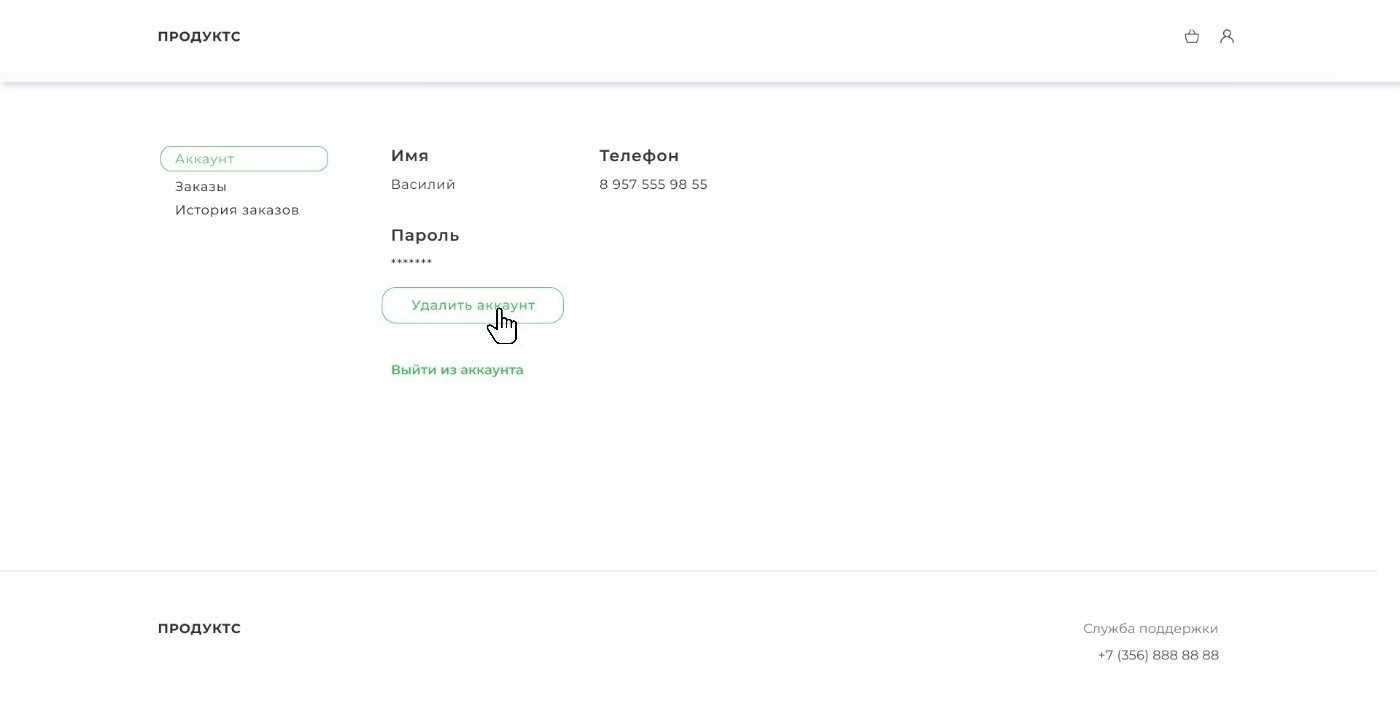 ПРОДУКТС
Аккаунт
Заказы
История заказов
Имя
Василий
Телефон
8 957 555 98 55
Пароль
*******
Удалить аккаунт
Выйти из аккаунта
ПРОДУКТС
Служба поддержки
+7 (356) 888 88 88